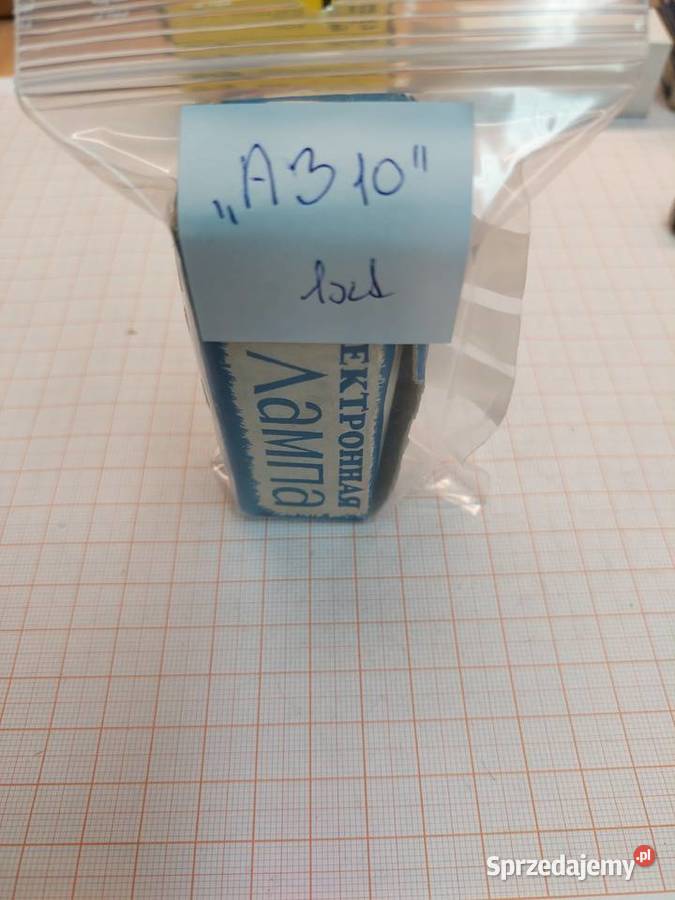 „A310"
1szt
ЕКТРОННАЯ
Лампа
Sprzedajemy.pl